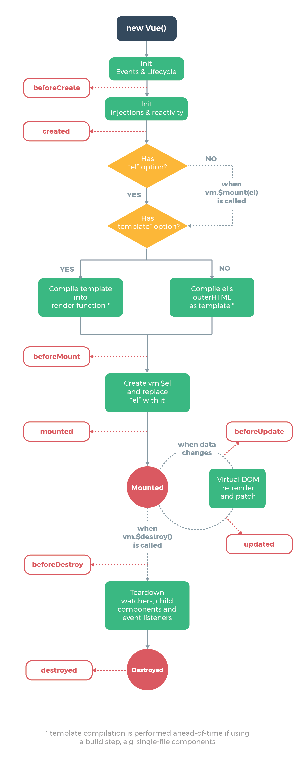 new Vue()
Init
Events & Lifecycle
beforeCreate
Init
injections & reactivity
created
Has
"el" option?
NO
when
vm.$mount(el)
is called
YES
Has
"template" option?
YES
NO
Compile template
into
render function *
Compile el's
outerHTML
as template *
beforeMount
Create vm.$el
and replace
"el" with it
mounted
beforeUpdate
when data
changes
Mounted
Virtual DOM
re-render
and patch
when
vm.$destroy()
is called
updated
beforeDestroy
Teardown
watchers, child
components and
event listeners
destroyed
Destroyed
* template compilation is performed ahead-of-time if using
a build step, e.g. single-file components